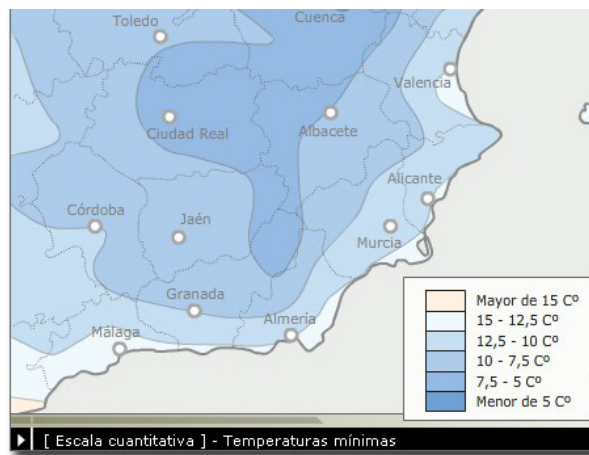 Cuenca
Toledo
Valencia
Ciudad Real
Albacete
Alicante
Córdoba
Jaén
Murcia
Granada
Almería
Málaga
Mayor de 15 Cº
15 - 12,5 Cº
12,5 - 10 Cº
10 - 7,5 Cº
7,5 - 5 Cº
Menor de 5 Cº
[ Escala cuantitativa ] - Temperaturas mínimas